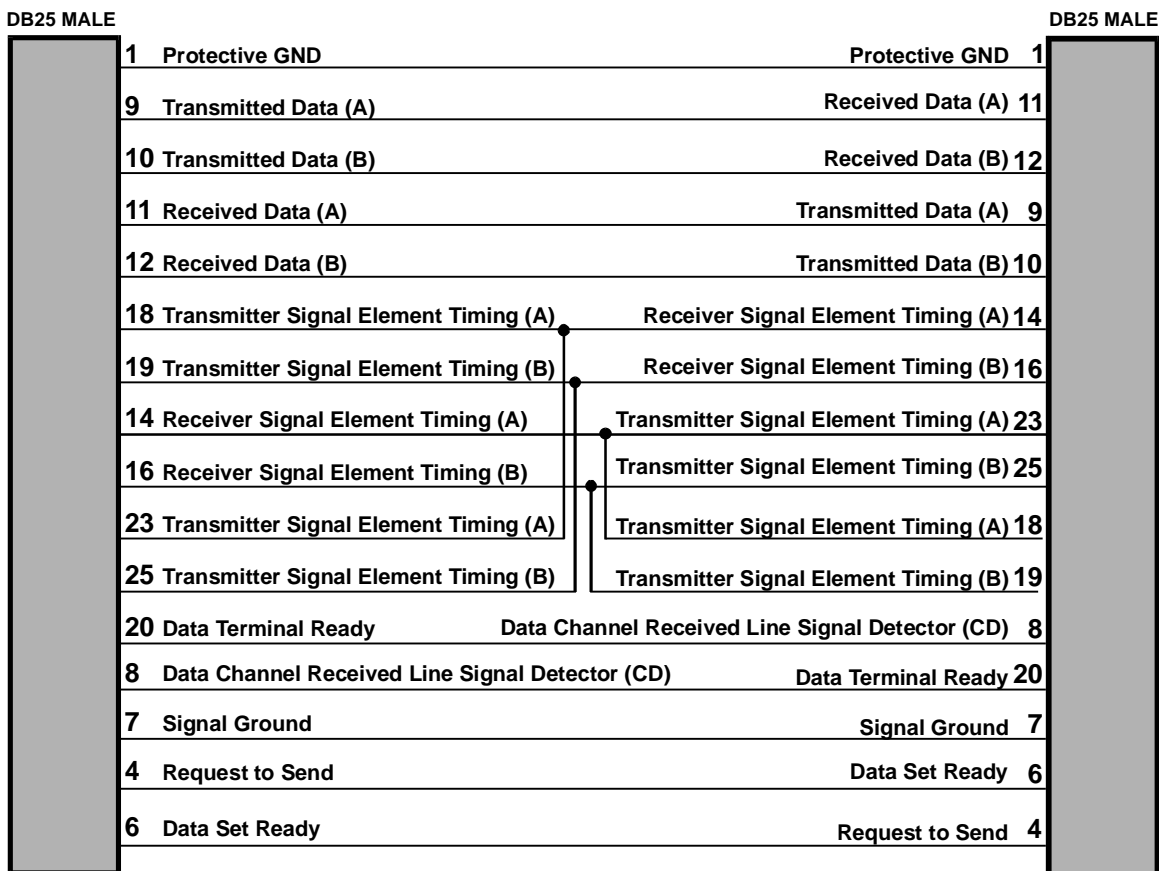 DB25 MALE DB25 MALE
1 Protective GND Protective GND 1
9 Transmitted Data (A) Received Data (A) 11
10 Transmitted Data (B) Received Data (B) 12
11 Received Data (A) Transmitted Data (A) 9
12 Received Data (B) Transmitted Data (B) 10
18 Transmitter Signal Element Timing (A) Receiver Signal Element Timing (A) 14
19 Transmitter Signal Element Timing (B) Receiver Signal Element Timing (B) 16
14 Receiver Signal Element Timing (A) Transmitter Signal Element Timing (A) 23
16 Receiver Signal Element Timing (B) Transmitter Signal Element Timing (B) 25
23 Transmitter Signal Element Timing (A) Transmitter Signal Element Timing (A) 18
25 Transmitter Signal Element Timing (B) Transmitter Signal Element Timing (B) 19
20 Data Terminal Ready Data Channel Received Line Signal Detector (CD) 8
8 Data Channel Received Line Signal Detector (CD) Data Terminal Ready 20
7 Signal Ground Signal Ground 7
4 Request to Send Data Set Ready 6
6 Data Set Ready Request to Send 4